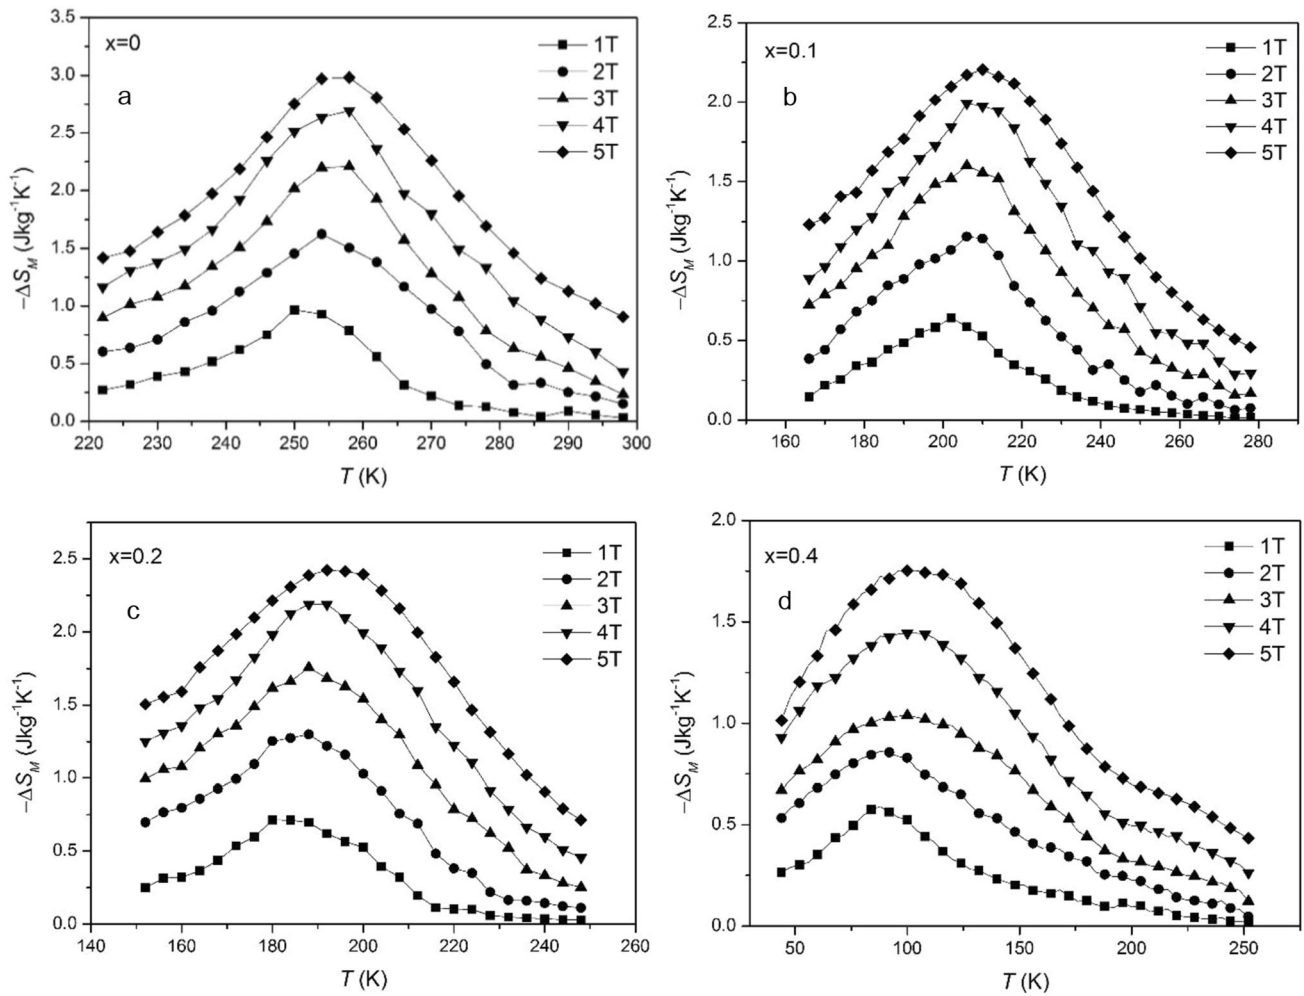 x=0
a
1T
2T
3T
4T
5T
3.5
3.0
2.5
2.0
1.5
1.0
0.5
0.0
−ΔS_M (Jkg⁻¹K⁻¹)
220 230 240 250 260 270 280 290 300
T (K)
x=0.1
b
1T
2T
3T
4T
5T
2.5
2.0
1.5
1.0
0.5
0.0
−ΔS_M (Jkg⁻¹K⁻¹)
160 180 200 220 240 260 280
T (K)
x=0.2
c
1T
2T
3T
4T
5T
2.5
2.0
1.5
1.0
0.5
0.0
−ΔS_M (Jkg⁻¹K⁻¹)
140 160 180 200 220 240 260
T (K)
x=0.4
d
1T
2T
3T
4T
5T
2.0
1.5
1.0
0.5
0.0
−ΔS_M (Jkg⁻¹K⁻¹)
50 100 150 200 250
T (K)